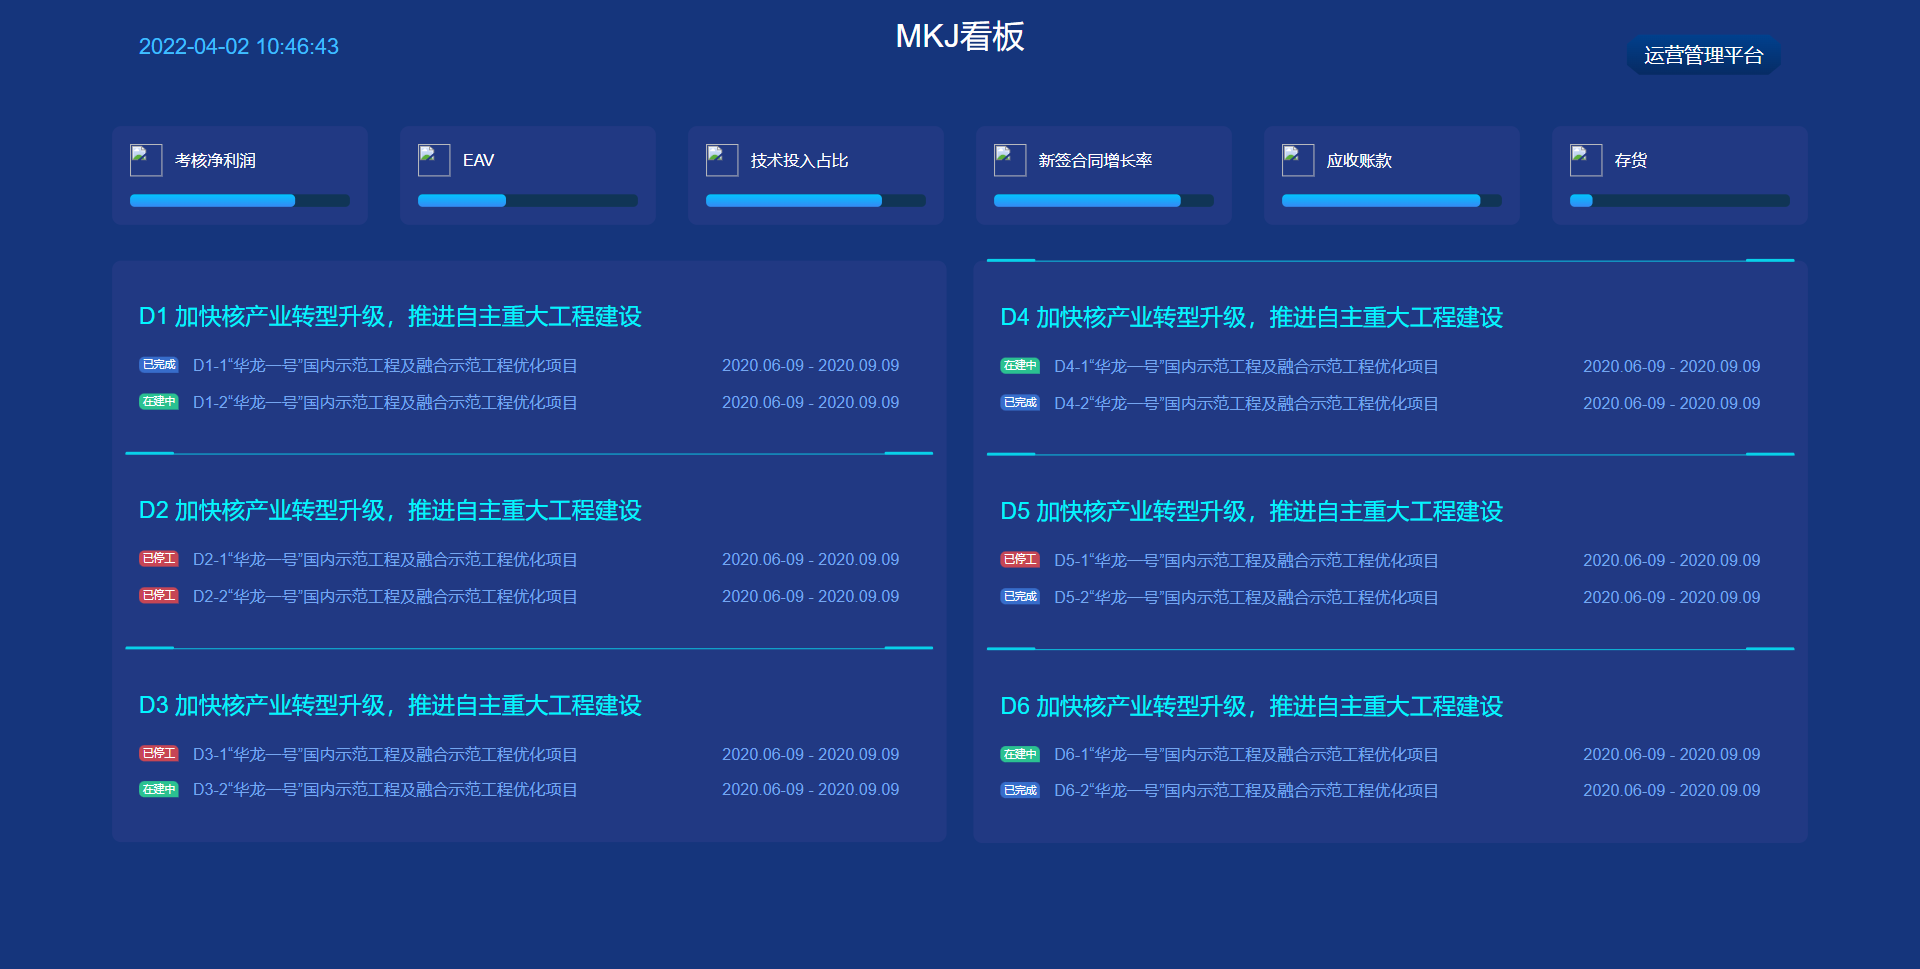 2022-04-02 10:46:43
MKJ看板
运营管理平台
考核净利润
EAV
技术投入占比
新签合同增长率
应收账款
存货
D1 加快核产业转型升级，推进自主重大工程建设
已完成 D1-1“华龙一号”国内示范工程及融合示范工程优化项目 2020.06-09 - 2020.09.09
在建中 D1-2“华龙一号”国内示范工程及融合示范工程优化项目 2020.06-09 - 2020.09.09
D2 加快核产业转型升级，推进自主重大工程建设
已停工 D2-1“华龙一号”国内示范工程及融合示范工程优化项目 2020.06-09 - 2020.09.09
已停工 D2-2“华龙一号”国内示范工程及融合示范工程优化项目 2020.06-09 - 2020.09.09
D3 加快核产业转型升级，推进自主重大工程建设
已停工 D3-1“华龙一号”国内示范工程及融合示范工程优化项目 2020.06-09 - 2020.09.09
在建中 D3-2“华龙一号”国内示范工程及融合示范工程优化项目 2020.06-09 - 2020.09.09
D4 加快核产业转型升级，推进自主重大工程建设
在建中 D4-1“华龙一号”国内示范工程及融合示范工程优化项目 2020.06-09 - 2020.09.09
已完成 D4-2“华龙一号”国内示范工程及融合示范工程优化项目 2020.06-09 - 2020.09.09
D5 加快核产业转型升级，推进自主重大工程建设
已停工 D5-1“华龙一号”国内示范工程及融合示范工程优化项目 2020.06-09 - 2020.09.09
已完成 D5-2“华龙一号”国内示范工程及融合示范工程优化项目 2020.06-09 - 2020.09.09
D6 加快核产业转型升级，推进自主重大工程建设
在建中 D6-1“华龙一号”国内示范工程及融合示范工程优化项目 2020.06-09 - 2020.09.09
已完成 D6-2“华龙一号”国内示范工程及融合示范工程优化项目 2020.06-09 - 2020.09.09